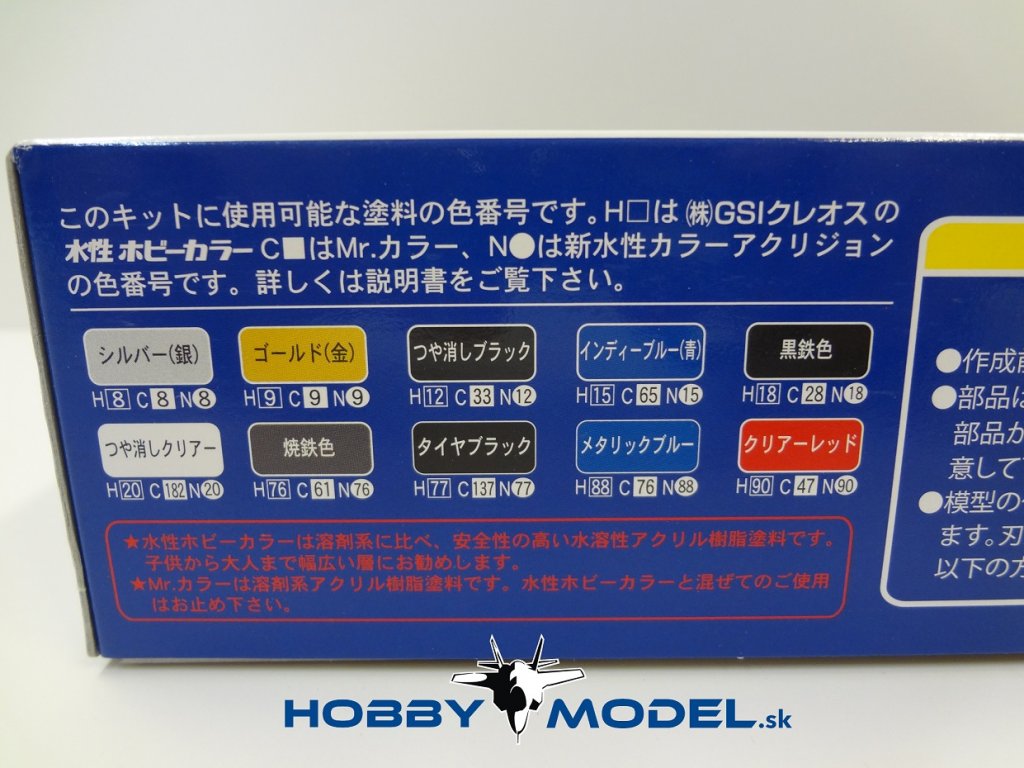 このキットに使用可能な塗料の色番号です。H□は㈱GSIクレオスの
水性ホビーカラー C■はMr.カラー、N●は新水性カラーアクリジョン
の色番号です。詳しくは説明書をご覧下さい。
シルバー(銀) ゴールド(金) つや消しブラック インディーブルー(青) 黒鉄色
H8 C8 N8 H9 C9 N9 H12 C33 N12 H15 C65 N15 H18 C28 N18
つや消しクリアー 焼鉄色 タイヤブラック メタリックブルー クリアーレッド
H20 C182 N20 H76 C61 N76 H77 C137 N77 H88 C76 N88 H90 C47 N90
★水性ホビーカラーは溶剤系に比べ、安全性の高い水溶性アクリル樹脂塗料です。
子供から大人まで幅広い層にお勧めします。
★Mr.カラーは溶剤系アクリル樹脂塗料です。水性ホビーカラーと混ぜてのご使用
はお止め下さい。
●作成前
●部品は
部品が
意して
●模型の
ます。刃
以下の方
HOBBY MODEL.sk